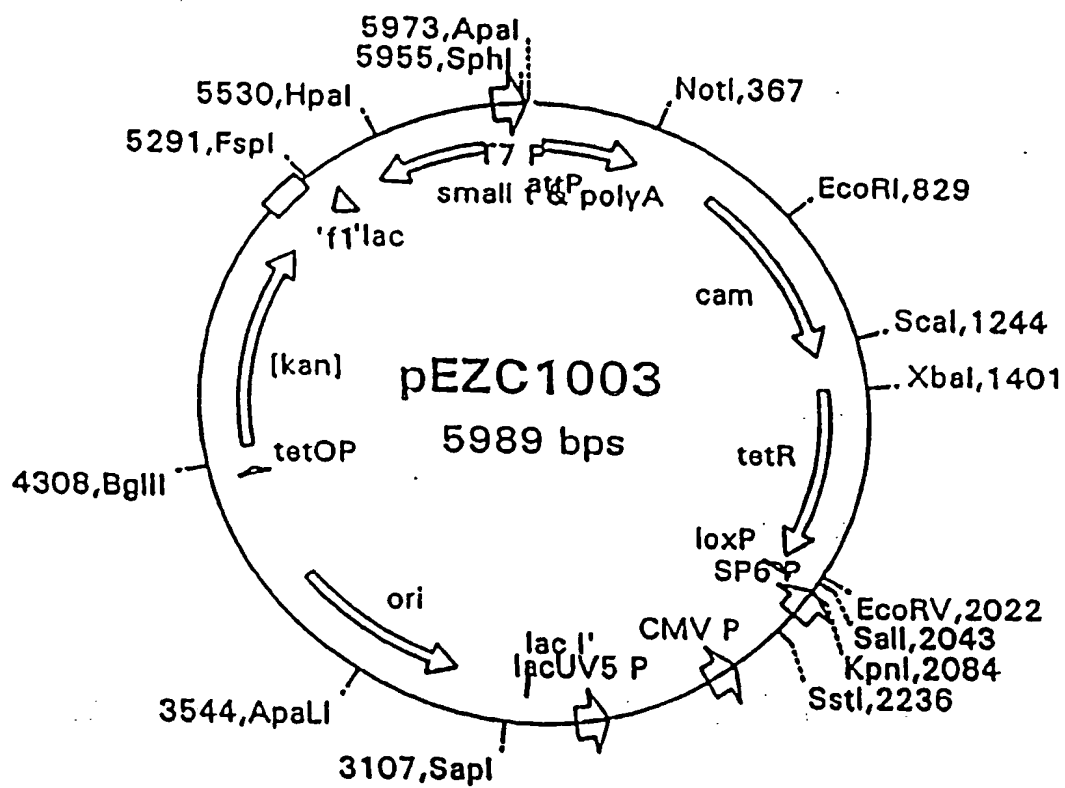 5973,ApaI
5955,SphI
5530,HpaI
NotI,367
5291,FspI
T7 P
attP
small t & polyA
EcoRI,829
'f1'lac
cam
ScaI,1244
[kan]
pEZC1003
XbaI,1401
5989 bps
tetOP
tetR
4308,BglII
loxP
SP6 P
ori
EcoRV,2022
CMV P
SalI,2043
lac I'
lacUV5 P
KpnI,2084
SstI,2236
3544,ApaLI
3107,SapI